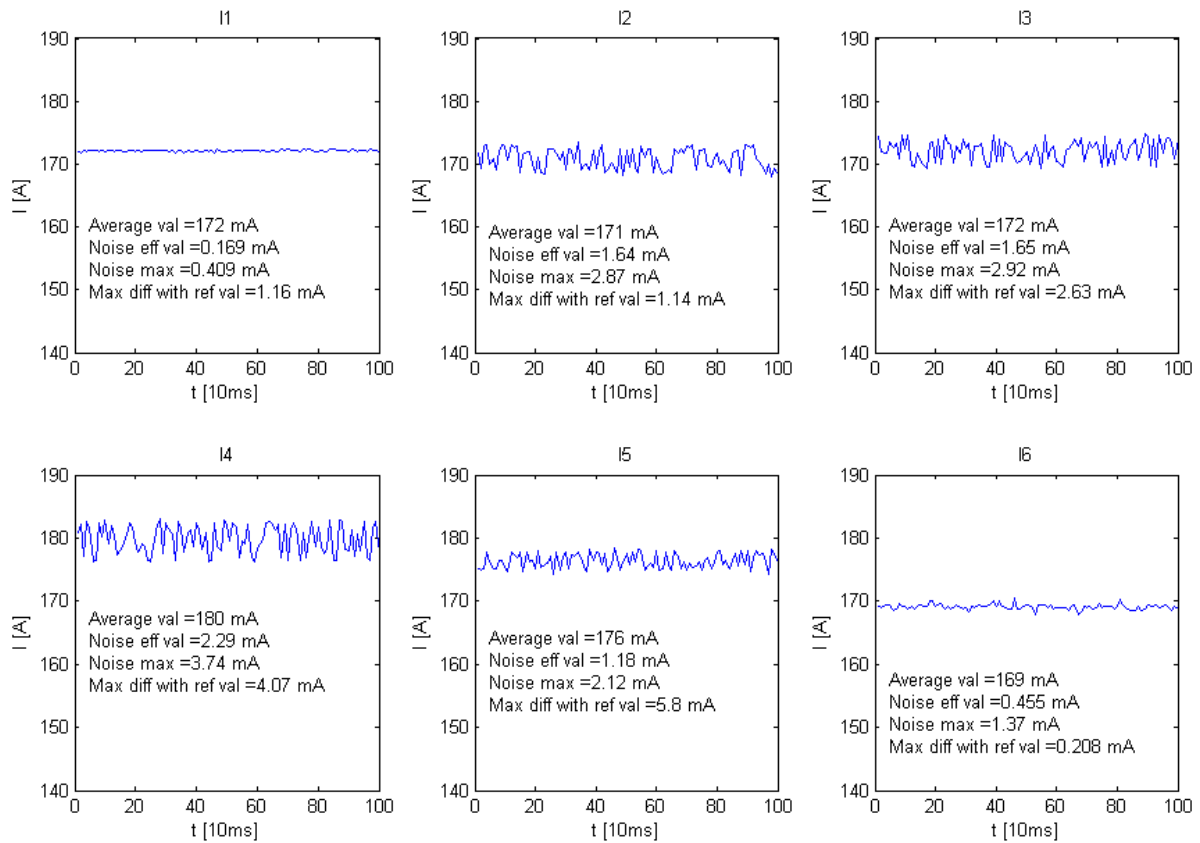 I1
I [A]
190
180
170
160
150
140
Average val =172 mA
Noise eff val=0.169 mA
Noise max =0.409 mA
Max diff with ref val=1.16 mA
0 20 40 60 80 100
t [10ms]
I2
I [A]
190
180
170
160
150
140
Average val =171 mA
Noise eff val =1.64 mA
Noise max =2.87 mA
Max diff with ref val =1.14 mA
0 20 40 60 80 100
t [10ms]
I3
I [A]
190
180
170
160
150
140
Average val =172 mA
Noise eff val =1.65 mA
Noise max =2.92 mA
Max diff with ref val =2.63 mA
0 20 40 60 80 100
t [10ms]
I4
I [A]
190
180
170
160
150
140
Average val =180 mA
Noise eff val =2.29 mA
Noise max =3.74 mA
Max diff with ref val =4.07 mA
0 20 40 60 80 100
t [10ms]
I5
I [A]
190
180
170
160
150
140
Average val =176 mA
Noise eff val =1.18 mA
Noise max =2.12 mA
Max diff with ref val=5.8 mA
0 20 40 60 80 100
t [10ms]
I6
I [A]
190
180
170
160
150
140
Average val =169 mA
Noise eff val=0.455 mA
Noise max =1.37 mA
Max diff with ref val=0.208 mA
0 20 40 60 80 100
t [10ms]